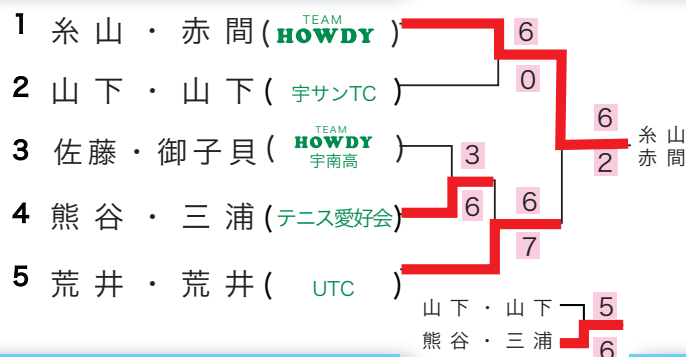 1 糸山・赤間(TEAM HOWDY)
2 山下・山下(宇サンTC)
3 佐藤・御子貝(TEAM HOWDY 宇南高)
4 熊谷・三浦(テニス愛好会)
5 荒井・荒井(UTC)
6
0
3
6
6
7
6
2
糸山
赤間
山下・山下 5
熊谷・三浦 6